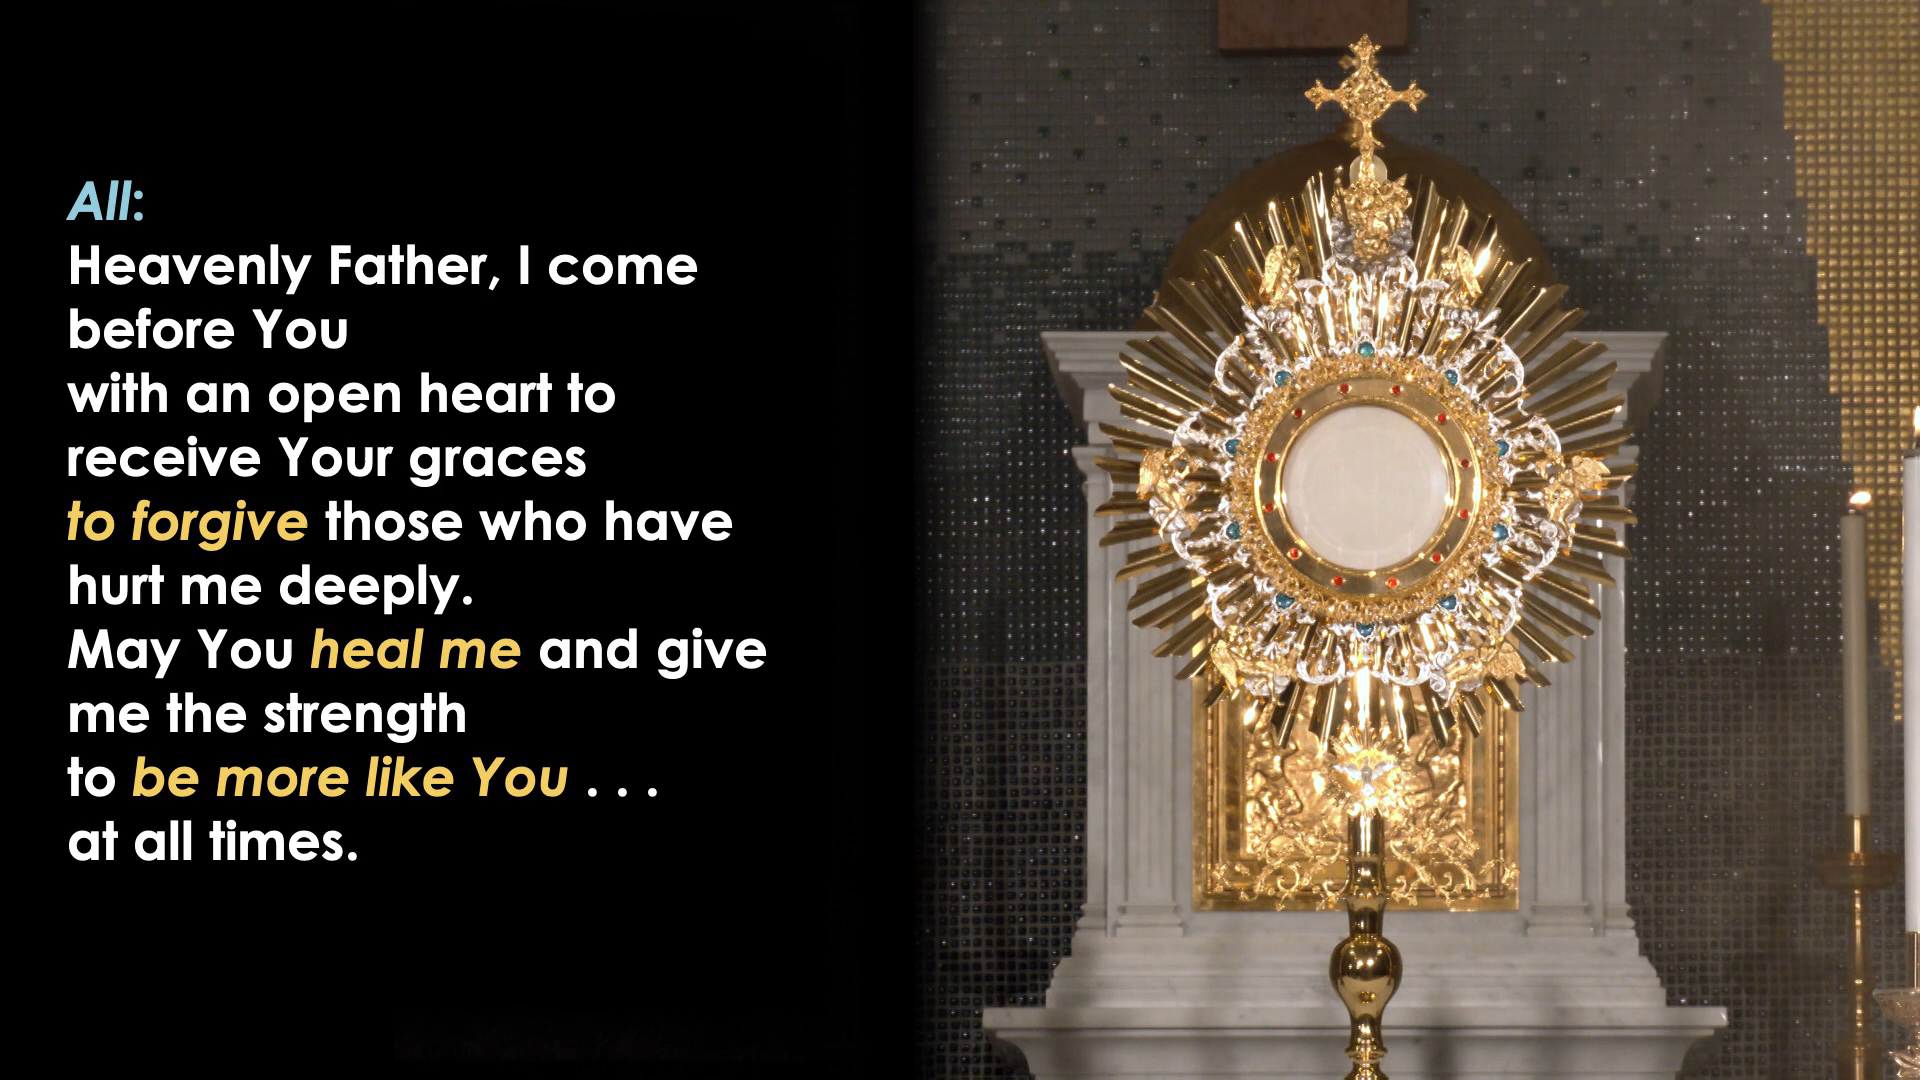 All:
Heavenly Father, I come
before You
with an open heart to
receive Your graces
to forgive those who have
hurt me deeply.
May You heal me and give
me the strength
to be more like You . . .
at all times.